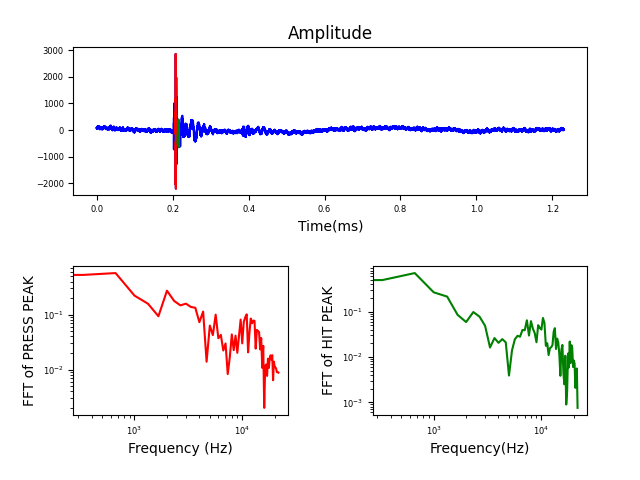 Amplitude
3000
2000
1000
0
−1000
−2000
0.0 0.2 0.4 0.6 0.8 1.0 1.2
Time(ms)
FFT of PRESS PEAK
10⁻¹
10⁻²
10³ 10⁴
Frequency (Hz)
FFT of HIT PEAK
10⁻¹
10⁻²
10⁻³
10³ 10⁴
Frequency(Hz)